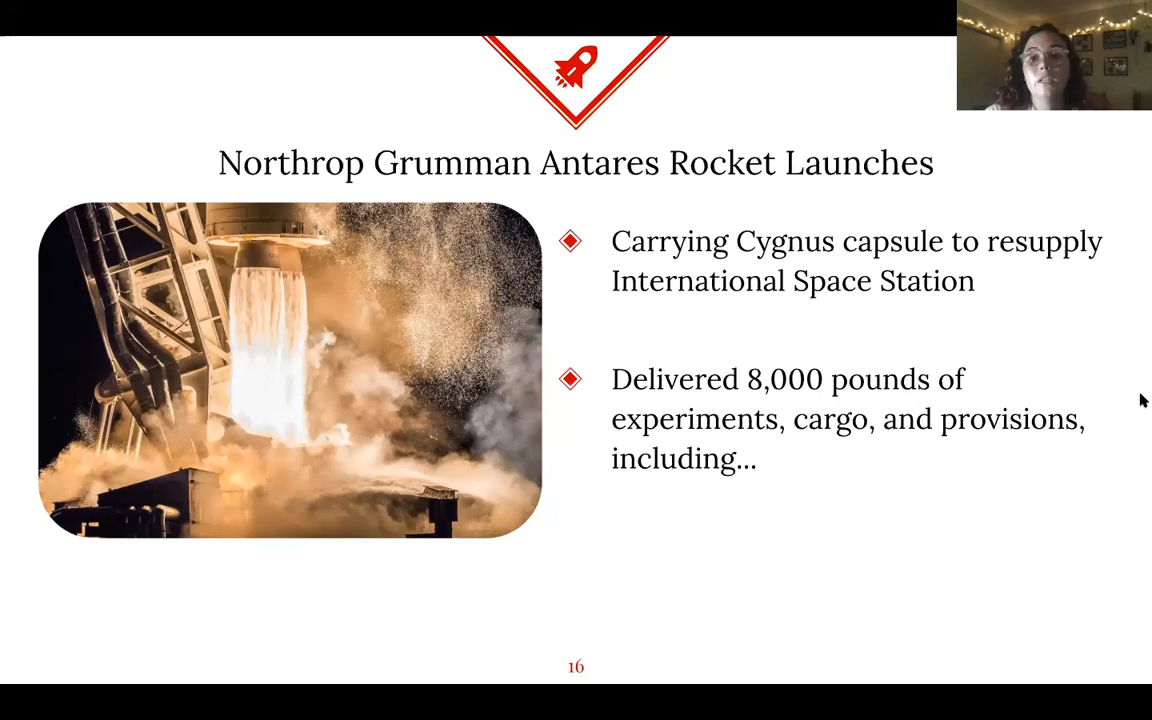 Northrop Grumman Antares Rocket Launches
Carrying Cygnus capsule to resupply
International Space Station
Delivered 8,000 pounds of
experiments, cargo, and provisions,
including...
16